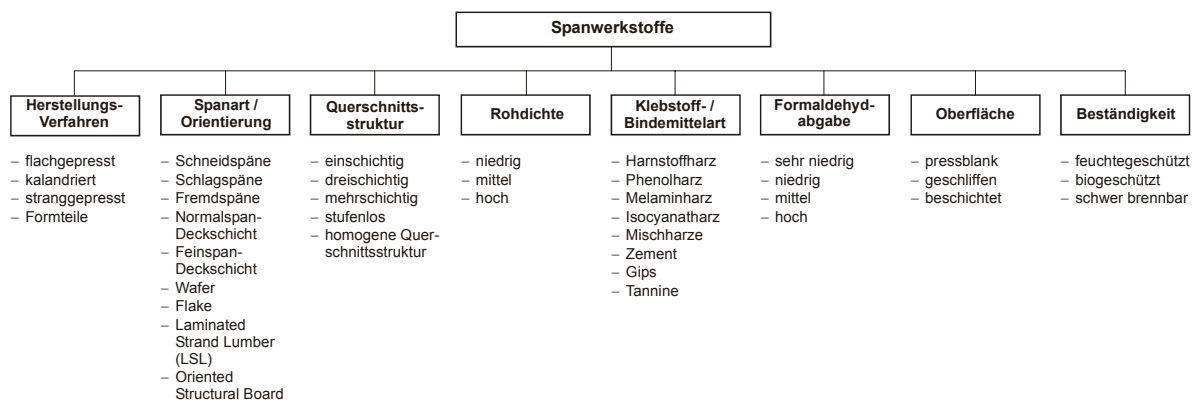 Spanwerkstoffe
Herstellungs-
Verfahren
– flachgepresst
– kalandriert
– stranggepresst
– Formteile
Spanart /
Orientierung
– Schneidspäne
– Schlagspäne
– Fremdspäne
– Normalspan-
Deckschicht
– Feinspan-
Deckschicht
– Wafer
– Flake
– Laminated
Strand Lumber
(LSL)
– Oriented
Structural Board
Querschnitts-
struktur
– einschichtig
– dreischichtig
– mehrschichtig
– stufenlos
– homogene Quer-
schnittsstruktur
Rohdichte
– niedrig
– mittel
– hoch
Klebstoff- /
Bindemittelart
– Harnstoffharz
– Phenolharz
– Melaminharz
– Isocyanatharz
– Mischharze
– Zement
– Gips
– Tannine
Formaldehyd-
abgabe
– sehr niedrig
– niedrig
– mittel
– hoch
Oberfläche
– pressblank
– geschliffen
– beschichtet
Beständigkeit
– feuchtegeschützt
– biogeschützt
– schwer brennbar